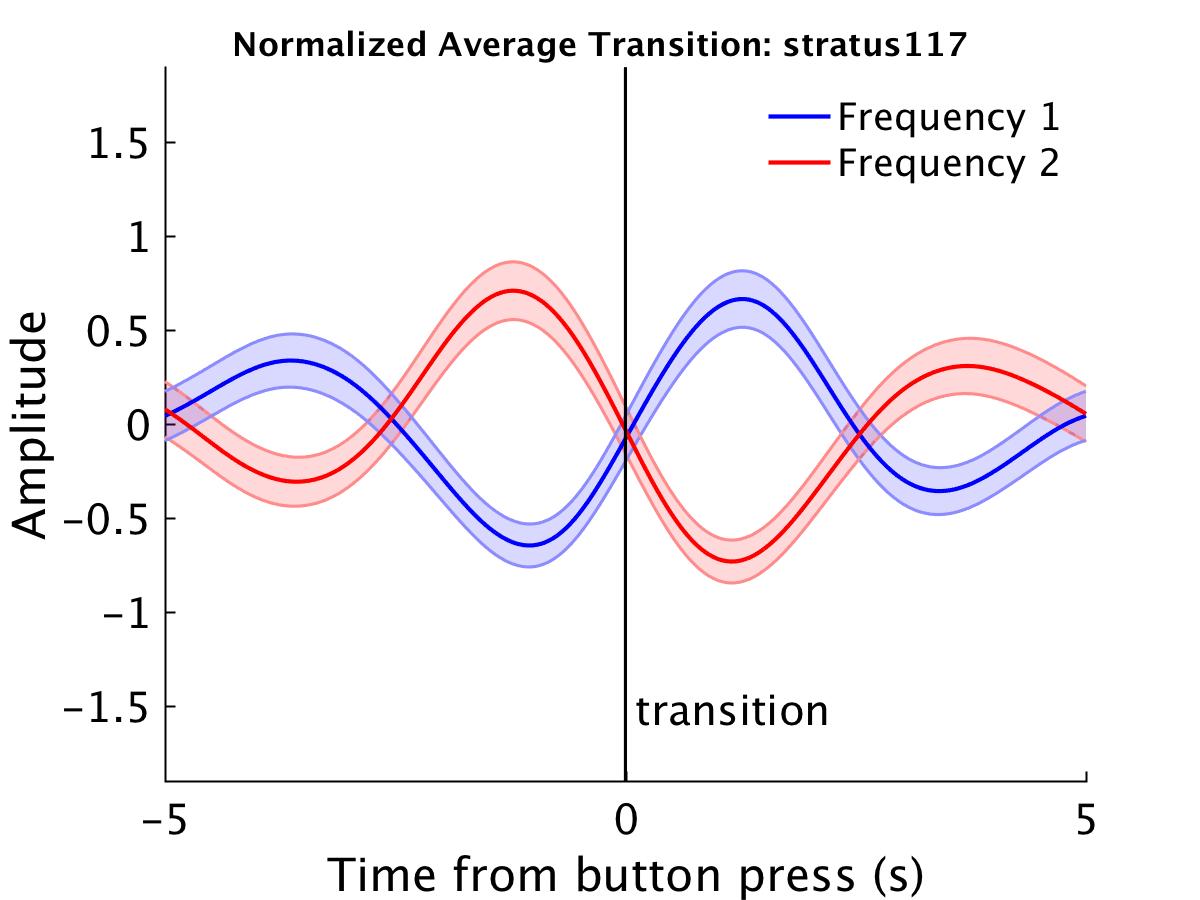 Normalized Average Transition: stratus117
Frequency 1
Frequency 2
1.5
1
0.5
0
−0.5
−1
−1.5
Amplitude
transition
−5
0
5
Time from button press (s)